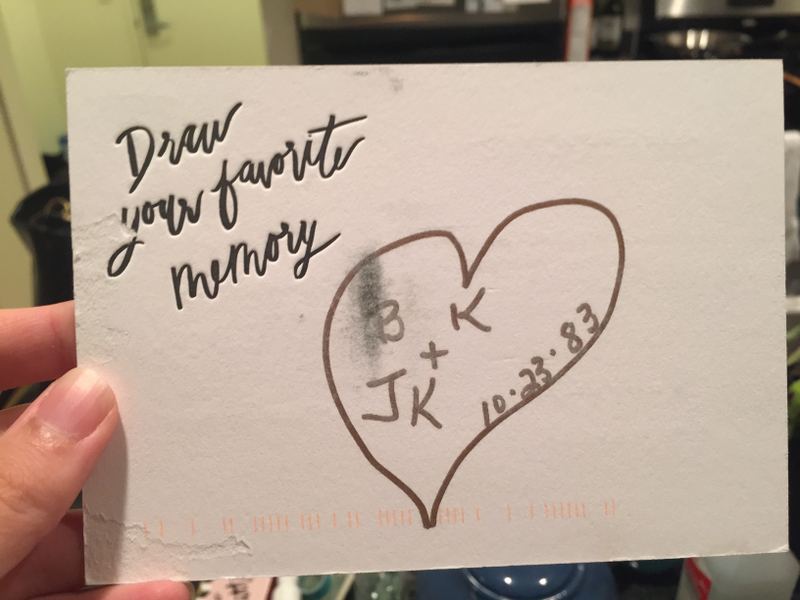 Draw
your favorite
memory
B K
+
JK
10.23.83